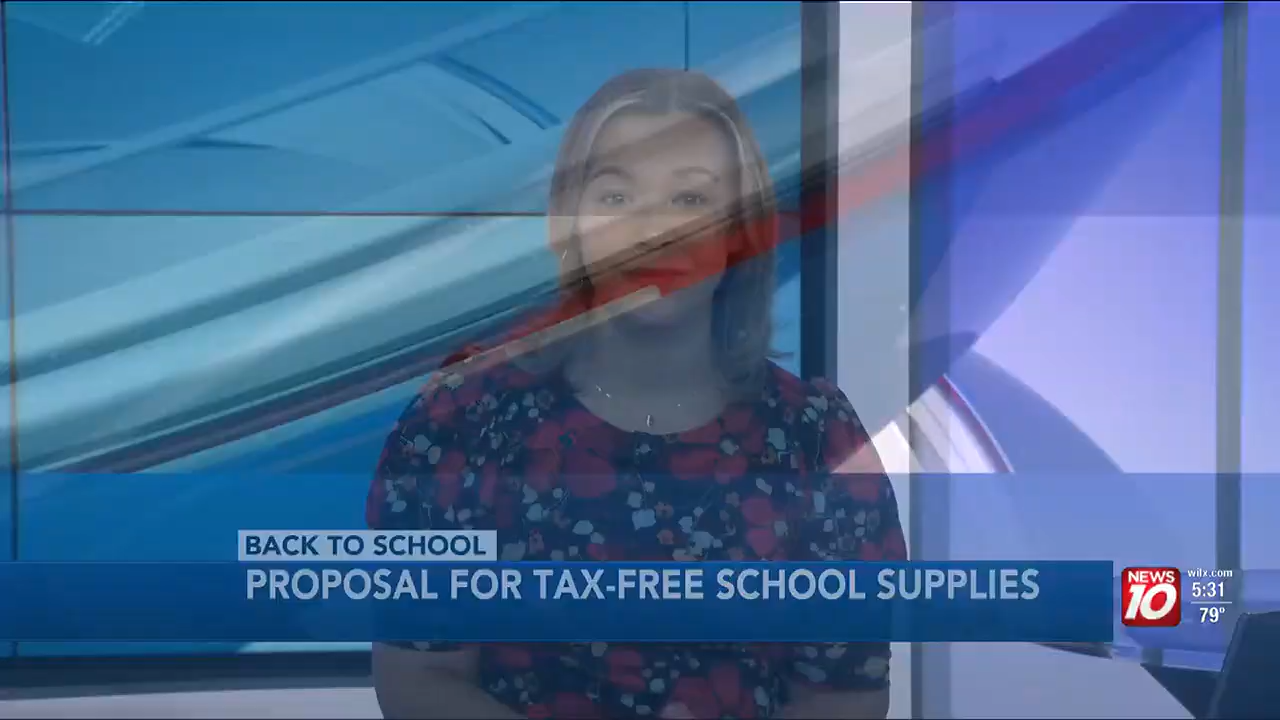 BACK TO SCHOOL
PROPOSAL FOR TAX-FREE SCHOOL SUPPLIES
NEWS
10
wilx.com
5:31
79°